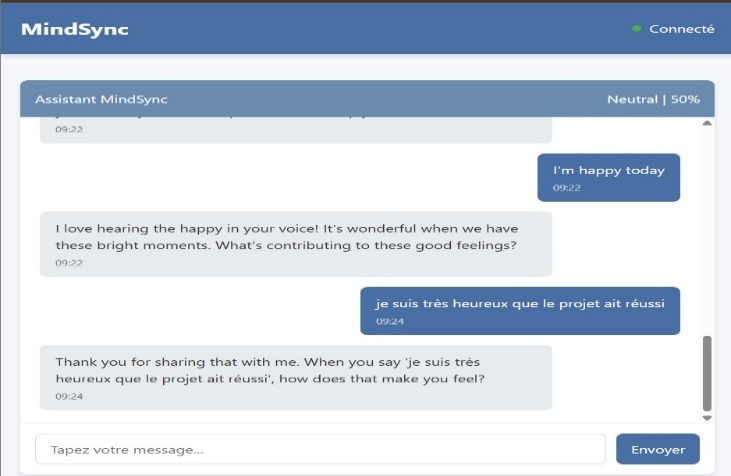 MindSync
Connecté
Assistant MindSync
Neutral | 50%
09:22
I'm happy today
09:22
I love hearing the happy in your voice! It's wonderful when we have
these bright moments. What's contributing to these good feelings?
09:22
je suis très heureux que le projet ait réussi
09:24
Thank you for sharing that with me. When you say 'je suis très
heureux que le projet ait réussi', how does that make you feel?
09:24
Tapez votre message...
Envoyer